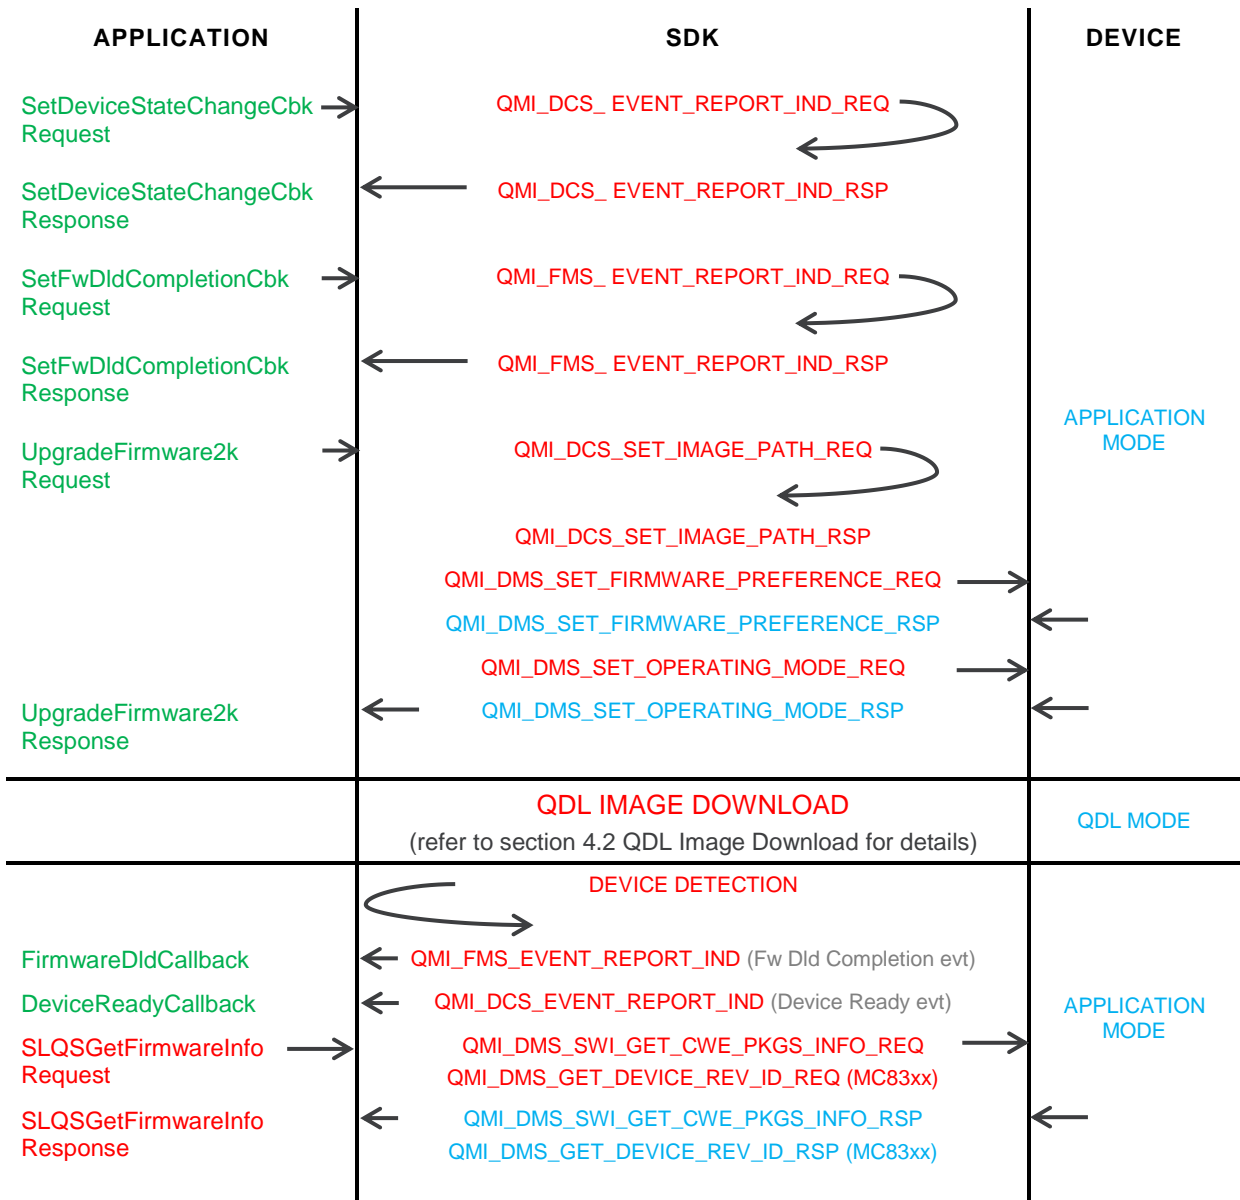 APPLICATION
SDK
DEVICE
SetDeviceStateChangeCbk
Request
QMI_DCS_ EVENT_REPORT_IND_REQ
SetDeviceStateChangeCbk
Response
QMI_DCS_ EVENT_REPORT_IND_RSP
SetFwDldCompletionCbk
Request
QMI_FMS_ EVENT_REPORT_IND_REQ
SetFwDldCompletionCbk
Response
QMI_FMS_ EVENT_REPORT_IND_RSP
APPLICATION
MODE
UpgradeFirmware2k
Request
QMI_DCS_SET_IMAGE_PATH_REQ
QMI_DCS_SET_IMAGE_PATH_RSP
QMI_DMS_SET_FIRMWARE_PREFERENCE_REQ
QMI_DMS_SET_FIRMWARE_PREFERENCE_RSP
QMI_DMS_SET_OPERATING_MODE_REQ
UpgradeFirmware2k
Response
QMI_DMS_SET_OPERATING_MODE_RSP
QDL IMAGE DOWNLOAD
(refer to section 4.2 QDL Image Download for details)
QDL MODE
DEVICE DETECTION
FirmwareDldCallback
QMI_FMS_EVENT_REPORT_IND (Fw Dld Completion evt)
DeviceReadyCallback
QMI_DCS_EVENT_REPORT_IND (Device Ready evt)
APPLICATION
MODE
SLQSGetFirmwareInfo
Request
QMI_DMS_SWI_GET_CWE_PKGS_INFO_REQ
QMI_DMS_GET_DEVICE_REV_ID_REQ (MC83xx)
SLQSGetFirmwareInfo
Response
QMI_DMS_SWI_GET_CWE_PKGS_INFO_RSP
QMI_DMS_GET_DEVICE_REV_ID_RSP (MC83xx)